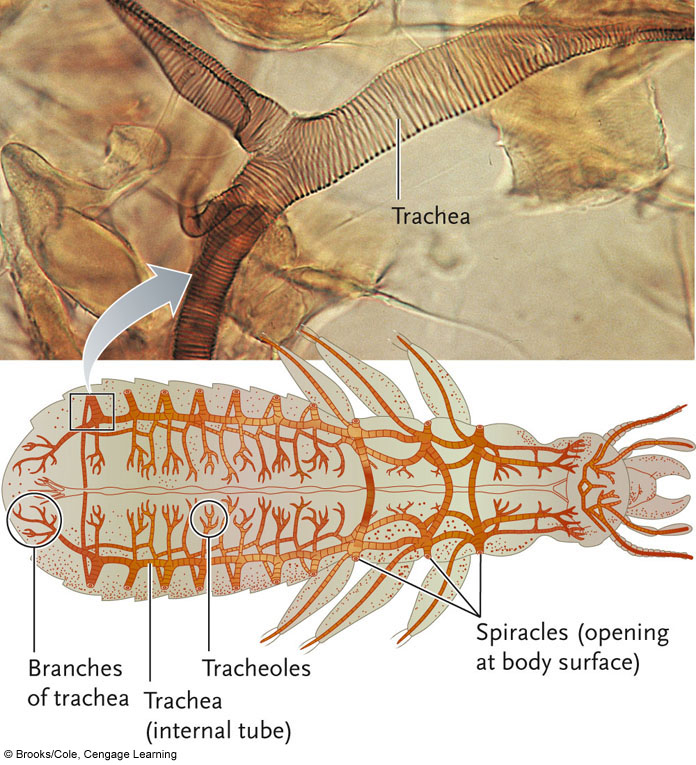 Trachea
Spiracles (opening
at body surface)
Branches
of trachea
Trachea
(internal tube)
Tracheoles
© Brooks/Cole, Cengage Learning